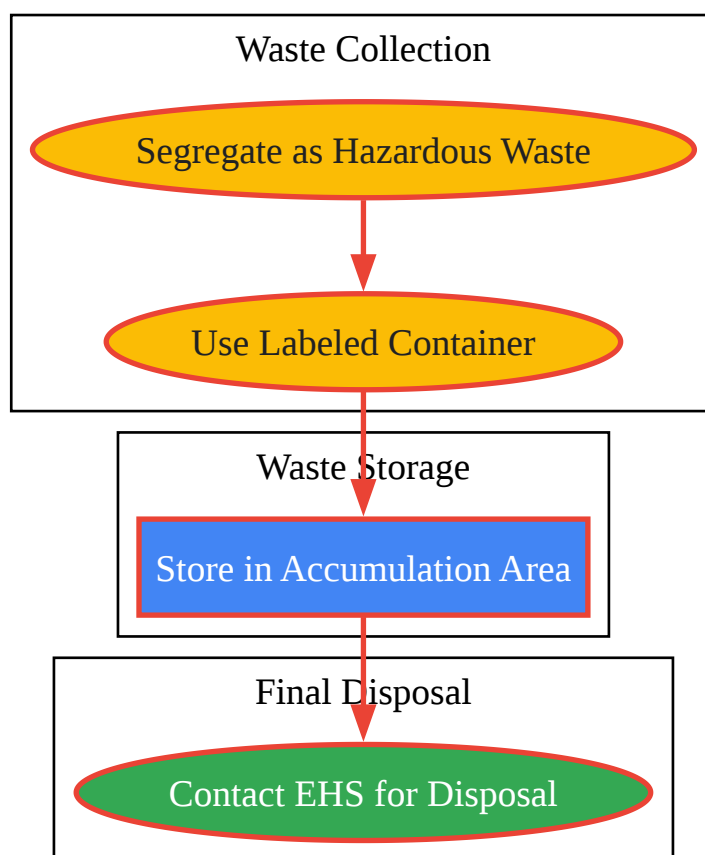 Waste Collection
Segregate as Hazardous Waste
Use Labeled Container
Waste Storage
Store in Accumulation Area
Final Disposal
Contact EHS for Disposal